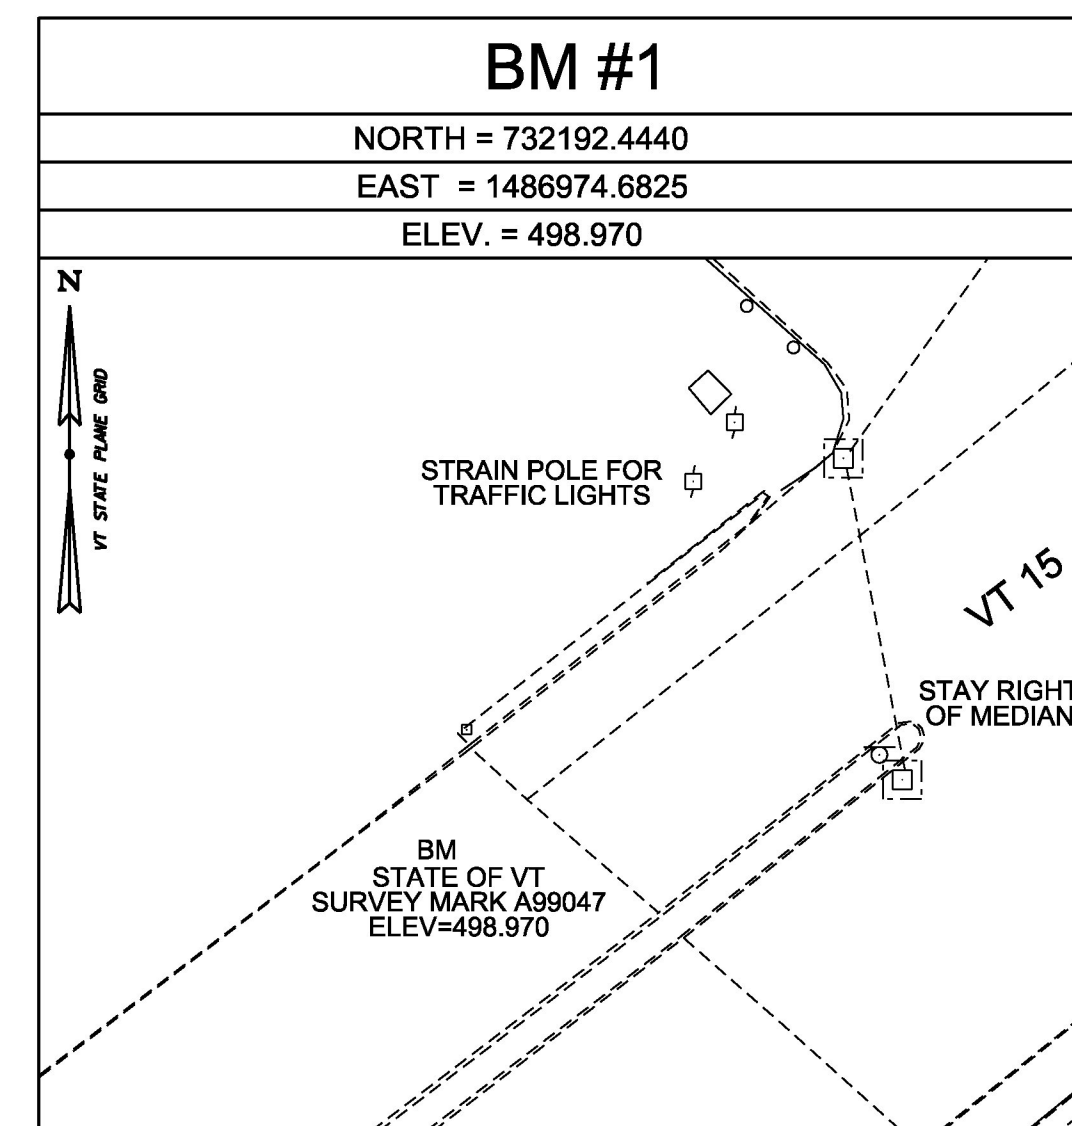 BM #1
NORTH = 732192.4440
EAST = 1486974.6825
ELEV. = 498.970
N
VT STATE PLANE GRID
STRAIN POLE FOR
TRAFFIC LIGHTS
VT 15
STAY RIGHT
OF MEDIAN
BM
STATE OF VT
SURVEY MARK A99047
ELEV=498.970